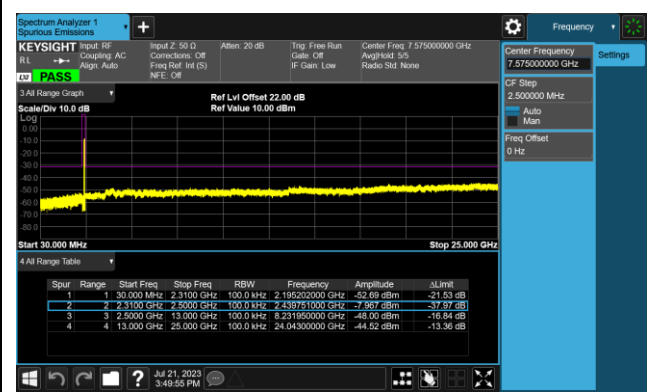 Spectrum Analyzer 1
Spurious Emissions
Frequency
KEYSIGHT Input: RF Input Z: 50 Ω Atten: 20 dB Trig: Free Run Center Freq: 7.575000000 GHz
RL Coupling: AC Corrections: Off Gate: Off Avg|Hold: 5/5
Align: Auto Freq Ref: Int (S) IF Gain: Low Radio Std: None
LXI PASS NFE: Off
3 All Range Graph
Ref Lvl Offset 22.00 dB
Scale/Div 10.0 dB Ref Value 10.00 dBm
Log
0.00
-10.0
-20.0
-30.0
-40.0
-50.0
-60.0
-70.0
-80.0
Start 30.000 MHz Stop 25.000 GHz
4 All Range Table
Spur Range Start Freq Stop Freq RBW Frequency Amplitude ΔLimit
1 1 30.000 MHz 2.3100 GHz 100.0 kHz 2.195202000 GHz -52.69 dBm -21.53 dB
2 2 2.3100 GHz 2.5000 GHz 100.0 kHz 2.439751000 GHz -7.967 dBm -37.97 dB
3 3 2.5000 GHz 13.000 GHz 100.0 kHz 8.231950000 GHz -48.00 dBm -16.84 dB
4 4 13.000 GHz 25.000 GHz 100.0 kHz 24.04300000 GHz -44.52 dBm -13.36 dB
Center Frequency
7.575000000 GHz
Settings
CF Step
2.500000 MHz
Auto
Man
Freq Offset
0 Hz
?
Jul 21, 2023
3:49:55 PM